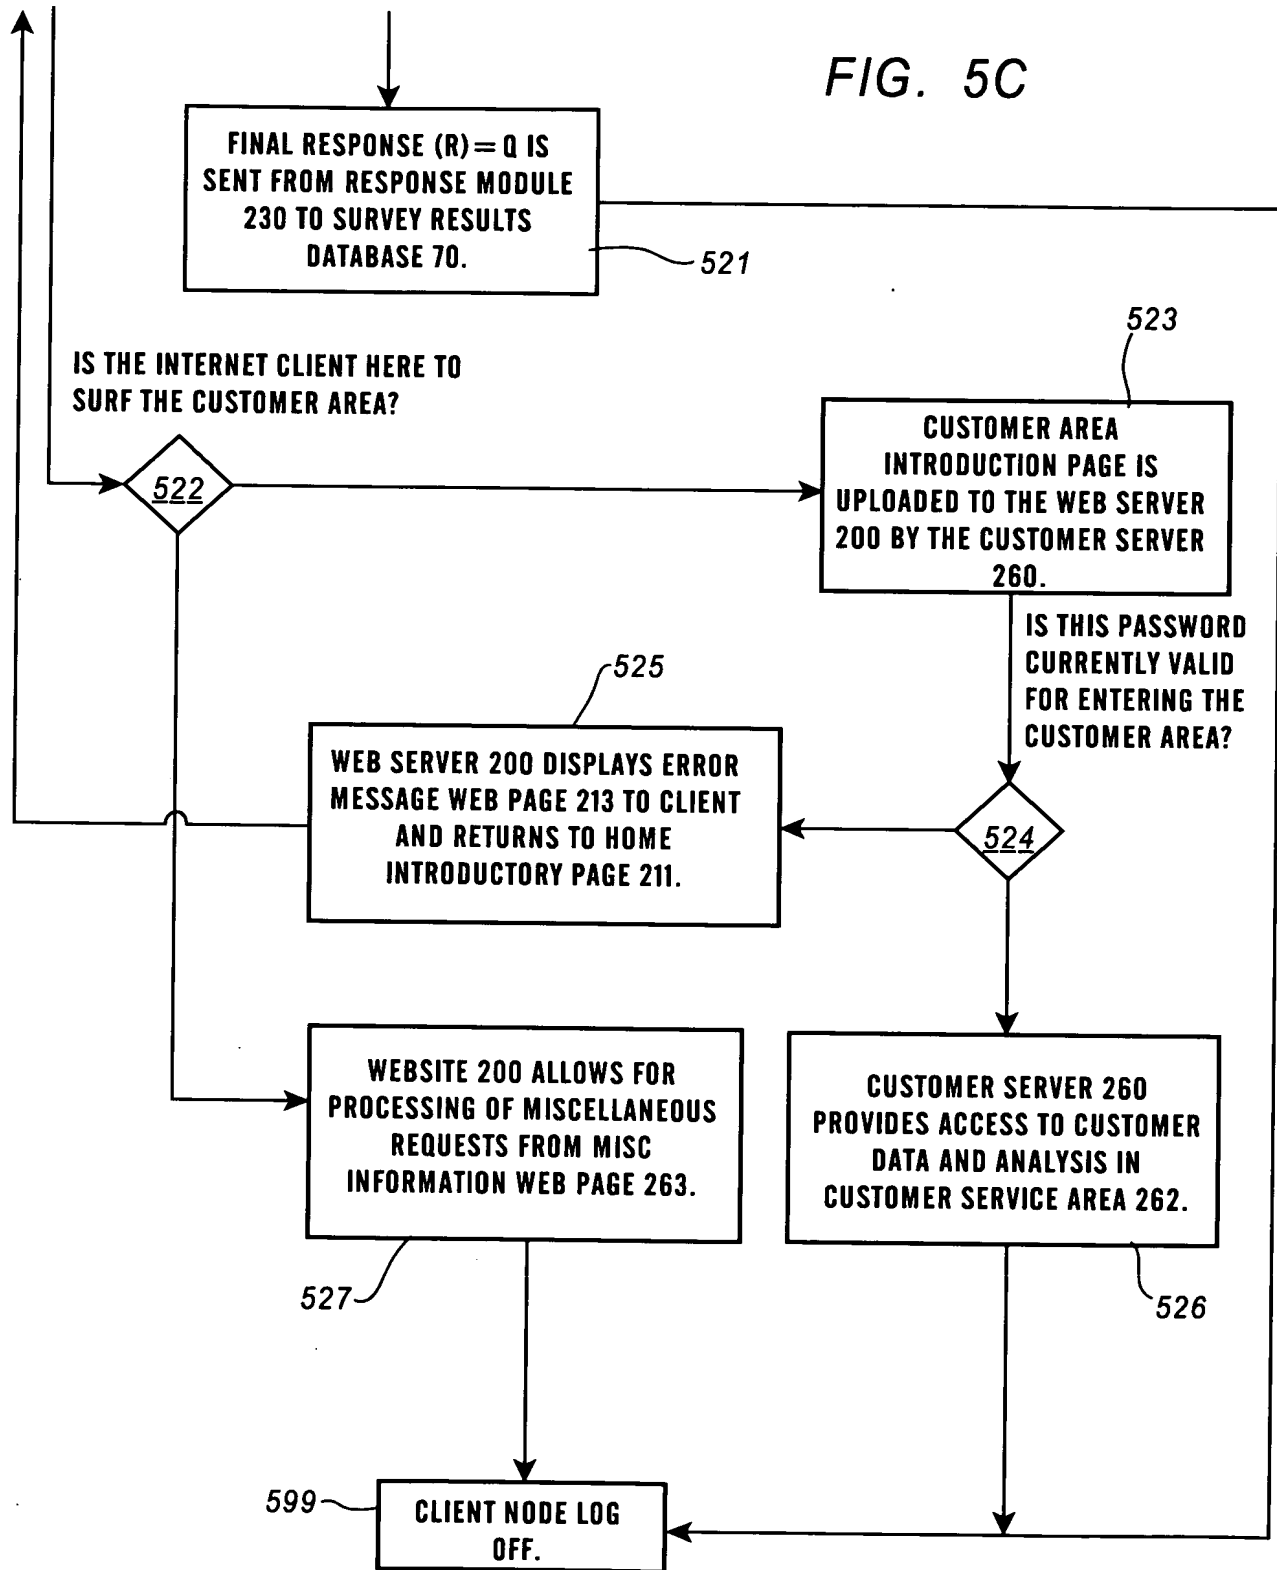 FIG. 5C
FINAL RESPONSE (R)=Q IS
SENT FROM RESPONSE MODULE
230 TO SURVEY RESULTS
DATABASE 70.
521
523
IS THE INTERNET CLIENT HERE TO
SURF THE CUSTOMER AREA?
522
CUSTOMER AREA
INTRODUCTION PAGE IS
UPLOADED TO THE WEB SERVER
200 BY THE CUSTOMER SERVER
260.
IS THIS PASSWORD
CURRENTLY VALID
FOR ENTERING THE
CUSTOMER AREA?
525
WEB SERVER 200 DISPLAYS ERROR
MESSAGE WEB PAGE 213 TO CLIENT
AND RETURNS TO HOME
INTRODUCTORY PAGE 211.
524
WEBSITE 200 ALLOWS FOR
PROCESSING OF MISCELLANEOUS
REQUESTS FROM MISC
INFORMATION WEB PAGE 263.
527
CUSTOMER SERVER 260
PROVIDES ACCESS TO CUSTOMER
DATA AND ANALYSIS IN
CUSTOMER SERVICE AREA 262.
526
599
CLIENT NODE LOG
OFF.